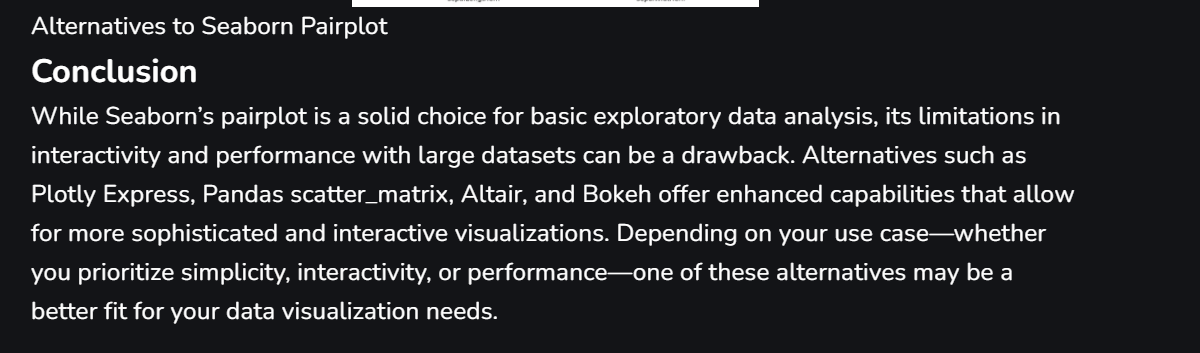 Alternatives to Seaborn Pairplot
Conclusion
While Seaborn’s pairplot is a solid choice for basic exploratory data analysis, its limitations in
interactivity and performance with large datasets can be a drawback. Alternatives such as
Plotly Express, Pandas scatter_matrix, Altair, and Bokeh offer enhanced capabilities that allow
for more sophisticated and interactive visualizations. Depending on your use case—whether
you prioritize simplicity, interactivity, or performance—one of these alternatives may be a
better fit for your data visualization needs.